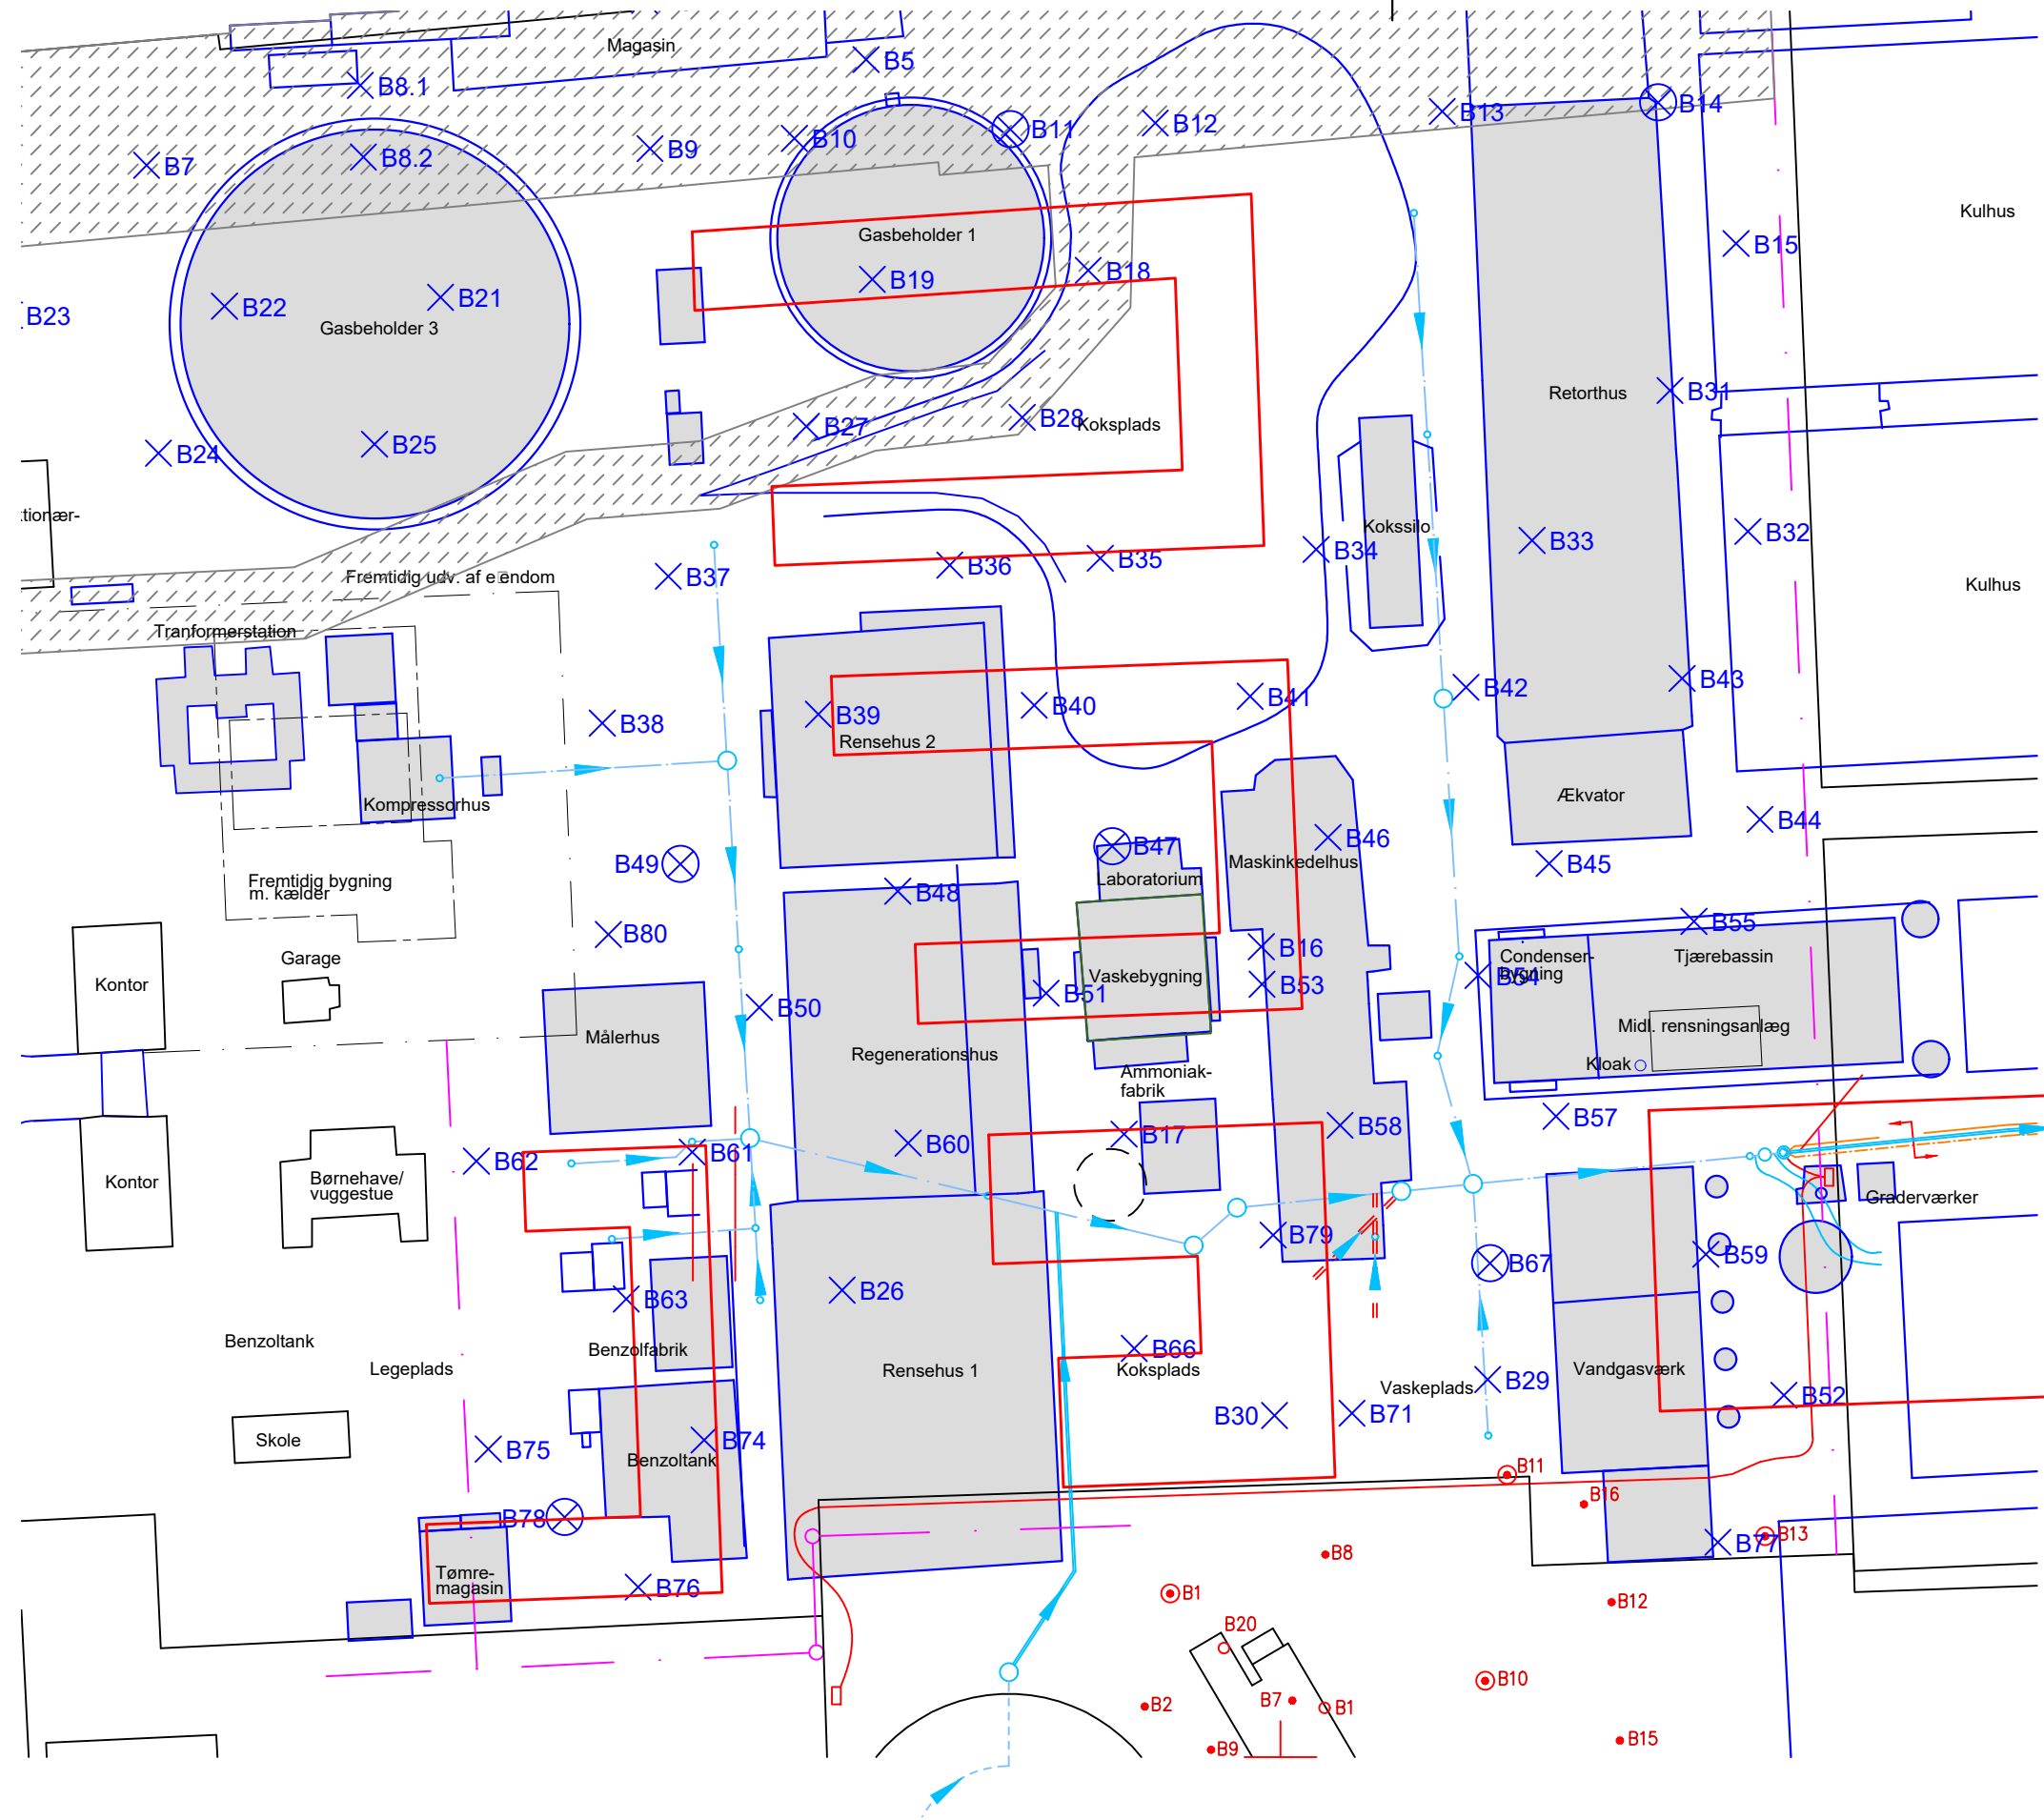 Magasin
B5
B8.1
B13
B14
B12
B11
B10
B9
B8.2
B7
Kulhus
Gasbeholder 1
B15
B18
B19
B21
B22
B23
Gasbeholder 3
Retorthus
B31
B28
Koksplads
B27
B25
B24
tionær-
Kokssilo
B33
B32
B34
B35
B36
B37
Fremtidig udv. af e
endom
Kulhus
Tranformerstation
B43
B42
B41
B40
B39
B38
Rensehus 2
Ækvator
Kompressorhus
B44
B46
B47
B45
Maskinkedelhus
B49
Laboratorium
Fremtidig bygning
m. kælder
B48
B55
B80
B16
Garage
Condenser-
bygning
Tjærebassin
B54
Kontor
Vaskebygning
B53
B51
B50
Midl. rensningsanlæg
Målerhus
Regenerationshus
Kloak
Ammoniak-
fabrik
B57
B58
B17
B60
B61
B62
Børnehave/
vuggestue
Kontor
Graderværker
B79
B59
B67
B26
B63
Benzoltank
Benzolfabrik
B66
Legeplads
Rensehus 1
Koksplads
Vandgasværk
B29
Vaskeplads
B52
B30
B71
Skole
B74
B75
Benzoltank
B11
B16
B78
B13
B77
B8
Tømre-
magasin
B76
B1
B12
B20
B10
B2
B7
B1
B9
B15